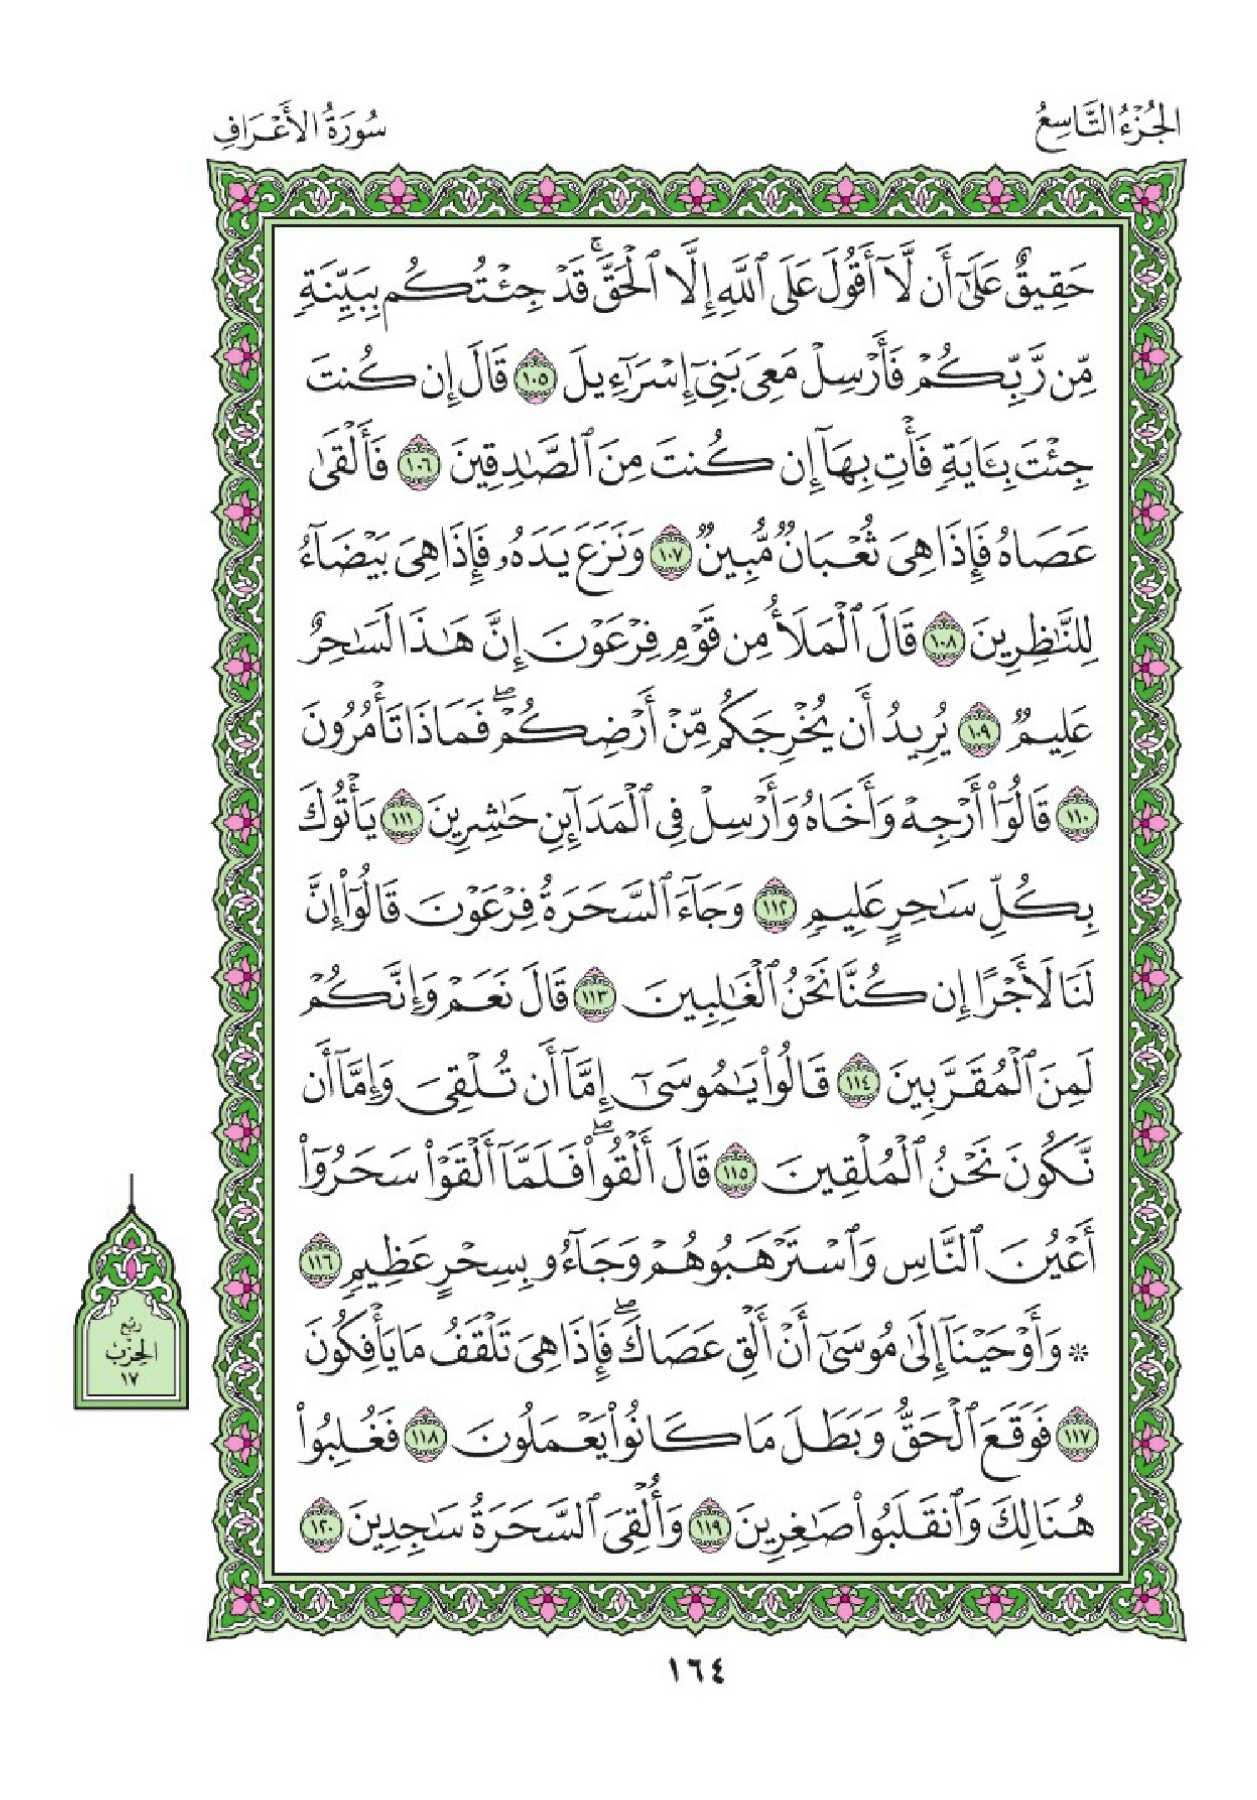 الجُزْءُ التَّاسِعُ
سُورَةُ الأَعْرَافِ
حَقِيقٌ عَلَىٰٓ أَن لَّآ أَقُولَ عَلَى ٱللَّهِ إِلَّا ٱلْحَقَّۚ قَدْ جِئْتُكُم بِبَيِّنَةٍ
مِّن رَّبِّكُمْ فَأَرْسِلْ مَعِىَ بَنِىٓ إِسْرَٰٓءِيلَ ١٠٥ قَالَ إِن كُنتَ
جِئْتَ بِـَٔايَةٍ فَأْتِ بِهَآ إِن كُنتَ مِنَ ٱلصَّٰدِقِينَ ١٠٦ فَأَلْقَىٰ
عَصَاهُ فَإِذَا هِىَ ثُعْبَانٌ مُّبِينٌ ١٠٧ وَنَزَعَ يَدَهُۥ فَإِذَا هِىَ بَيْضَآءُ
لِلنَّٰظِرِينَ ١٠٨ قَالَ ٱلْمَلَأُ مِن قَوْمِ فِرْعَوْنَ إِنَّ هَٰذَا لَسَٰحِرٌ
عَلِيمٌ ١٠٩ يُرِيدُ أَن يُخْرِجَكُم مِّنْ أَرْضِكُمْۖ فَمَاذَا تَأْمُرُونَ
١١٠ قَالُوٓا۟ أَرْجِهْ وَأَخَاهُ وَأَرْسِلْ فِى ٱلْمَدَآئِنِ حَٰشِرِينَ ١١١ يَأْتُوكَ
بِكُلِّ سَٰحِرٍ عَلِيمٍ ١١٢ وَجَآءَ ٱلسَّحَرَةُ فِرْعَوْنَ قَالُوٓا۟ إِنَّ
لَنَا لَأَجْرًا إِن كُنَّا نَحْنُ ٱلْغَٰلِبِينَ ١١٣ قَالَ نَعَمْ وَإِنَّكُمْ
لَمِنَ ٱلْمُقَرَّبِينَ ١١٤ قَالُوا۟ يَٰمُوسَىٰٓ إِمَّآ أَن تُلْقِىَ وَإِمَّآ أَن
نَّكُونَ نَحْنُ ٱلْمُلْقِينَ ١١٥ قَالَ أَلْقُوا۟ۖ فَلَمَّآ أَلْقَوْا۟ سَحَرُوٓا۟
أَعْيُنَ ٱلنَّاسِ وَٱسْتَرْهَبُوهُمْ وَجَآءُو بِسِحْرٍ عَظِيمٍ ١١٦
۞ وَأَوْحَيْنَآ إِلَىٰ مُوسَىٰٓ أَنْ أَلْقِ عَصَاكَۖ فَإِذَا هِىَ تَلْقَفُ مَا يَأْفِكُونَ
١١٧ فَوَقَعَ ٱلْحَقُّ وَبَطَلَ مَا كَانُوا۟ يَعْمَلُونَ ١١٨ فَغُلِبُوا۟
هُنَالِكَ وَٱنقَلَبُوا۟ صَٰغِرِينَ ١١٩ وَأُلْقِىَ ٱلسَّحَرَةُ سَٰجِدِينَ ١٢٠
رُبُع
الحِزْب
١٧
١٦٤